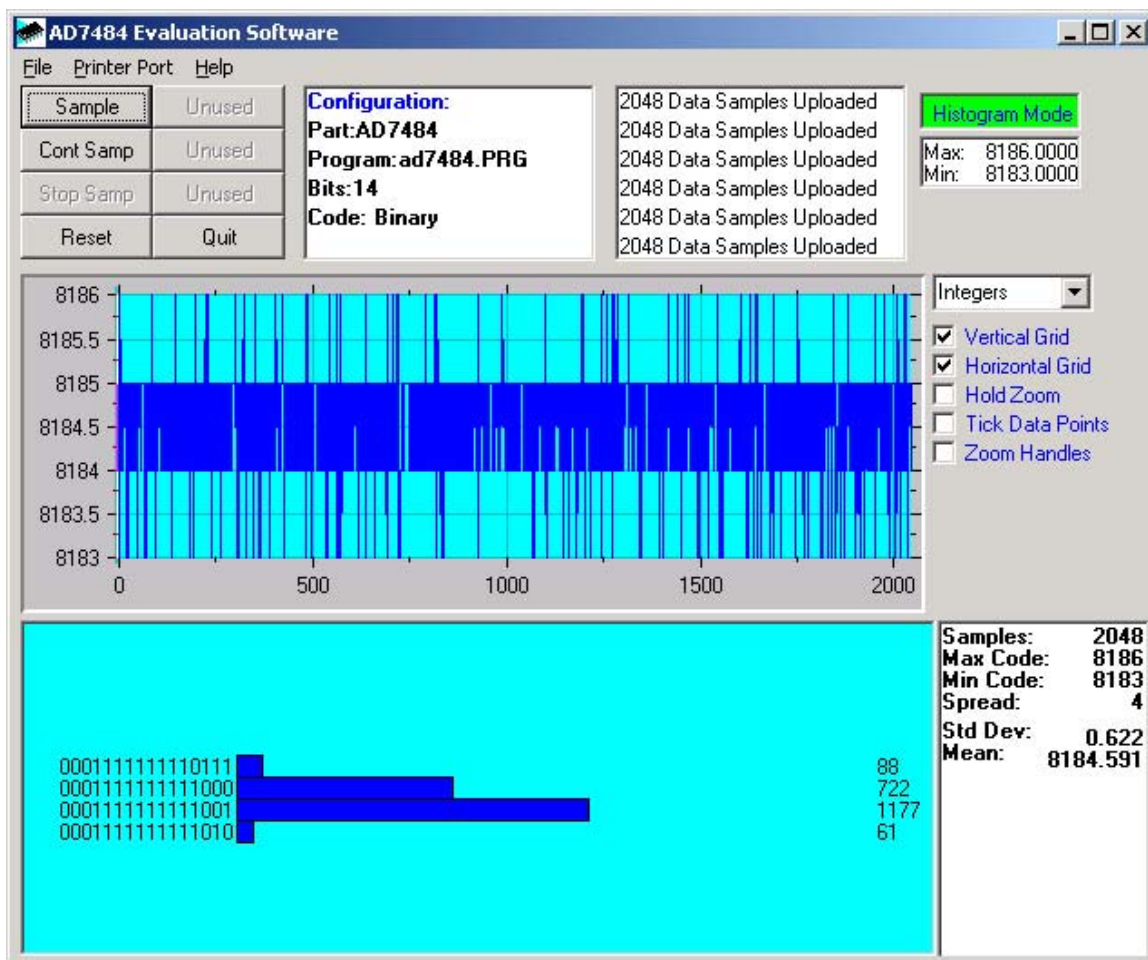 AD7484 Evaluation Software
File Printer Port Help
Sample
Unused
Cont Samp
Unused
Stop Samp
Unused
Reset
Quit
Configuration:
Part:AD7484
Program:ad7484.PRG
Bits:14
Code: Binary
2048 Data Samples Uploaded
2048 Data Samples Uploaded
2048 Data Samples Uploaded
2048 Data Samples Uploaded
2048 Data Samples Uploaded
2048 Data Samples Uploaded
Histogram Mode
Max: 8186.0000
Min: 8183.0000
8186
8185.5
8185
8184.5
8184
8183.5
8183
0 500 1000 1500 2000
Integers
Vertical Grid
Horizontal Grid
Hold Zoom
Tick Data Points
Zoom Handles
0001111111110111 88
0001111111111000 722
0001111111111001 1177
0001111111111010 61
Samples: 2048
Max Code: 8186
Min Code: 8183
Spread: 4
Std Dev: 0.622
Mean: 8184.591